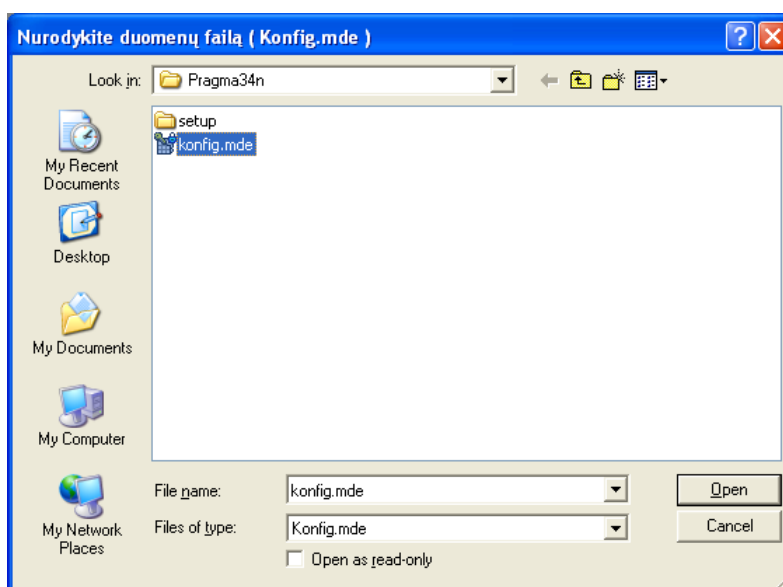 Nurodykite duomenų failą ( Konfig.mde )
Look in:
Pragma34n
setup
konfig.mde
My Recent
Documents
Desktop
My Documents
My Computer
My Network
Places
File name:
konfig.mde
Open
Files of type:
Konfig.mde
Cancel
Open as read-only